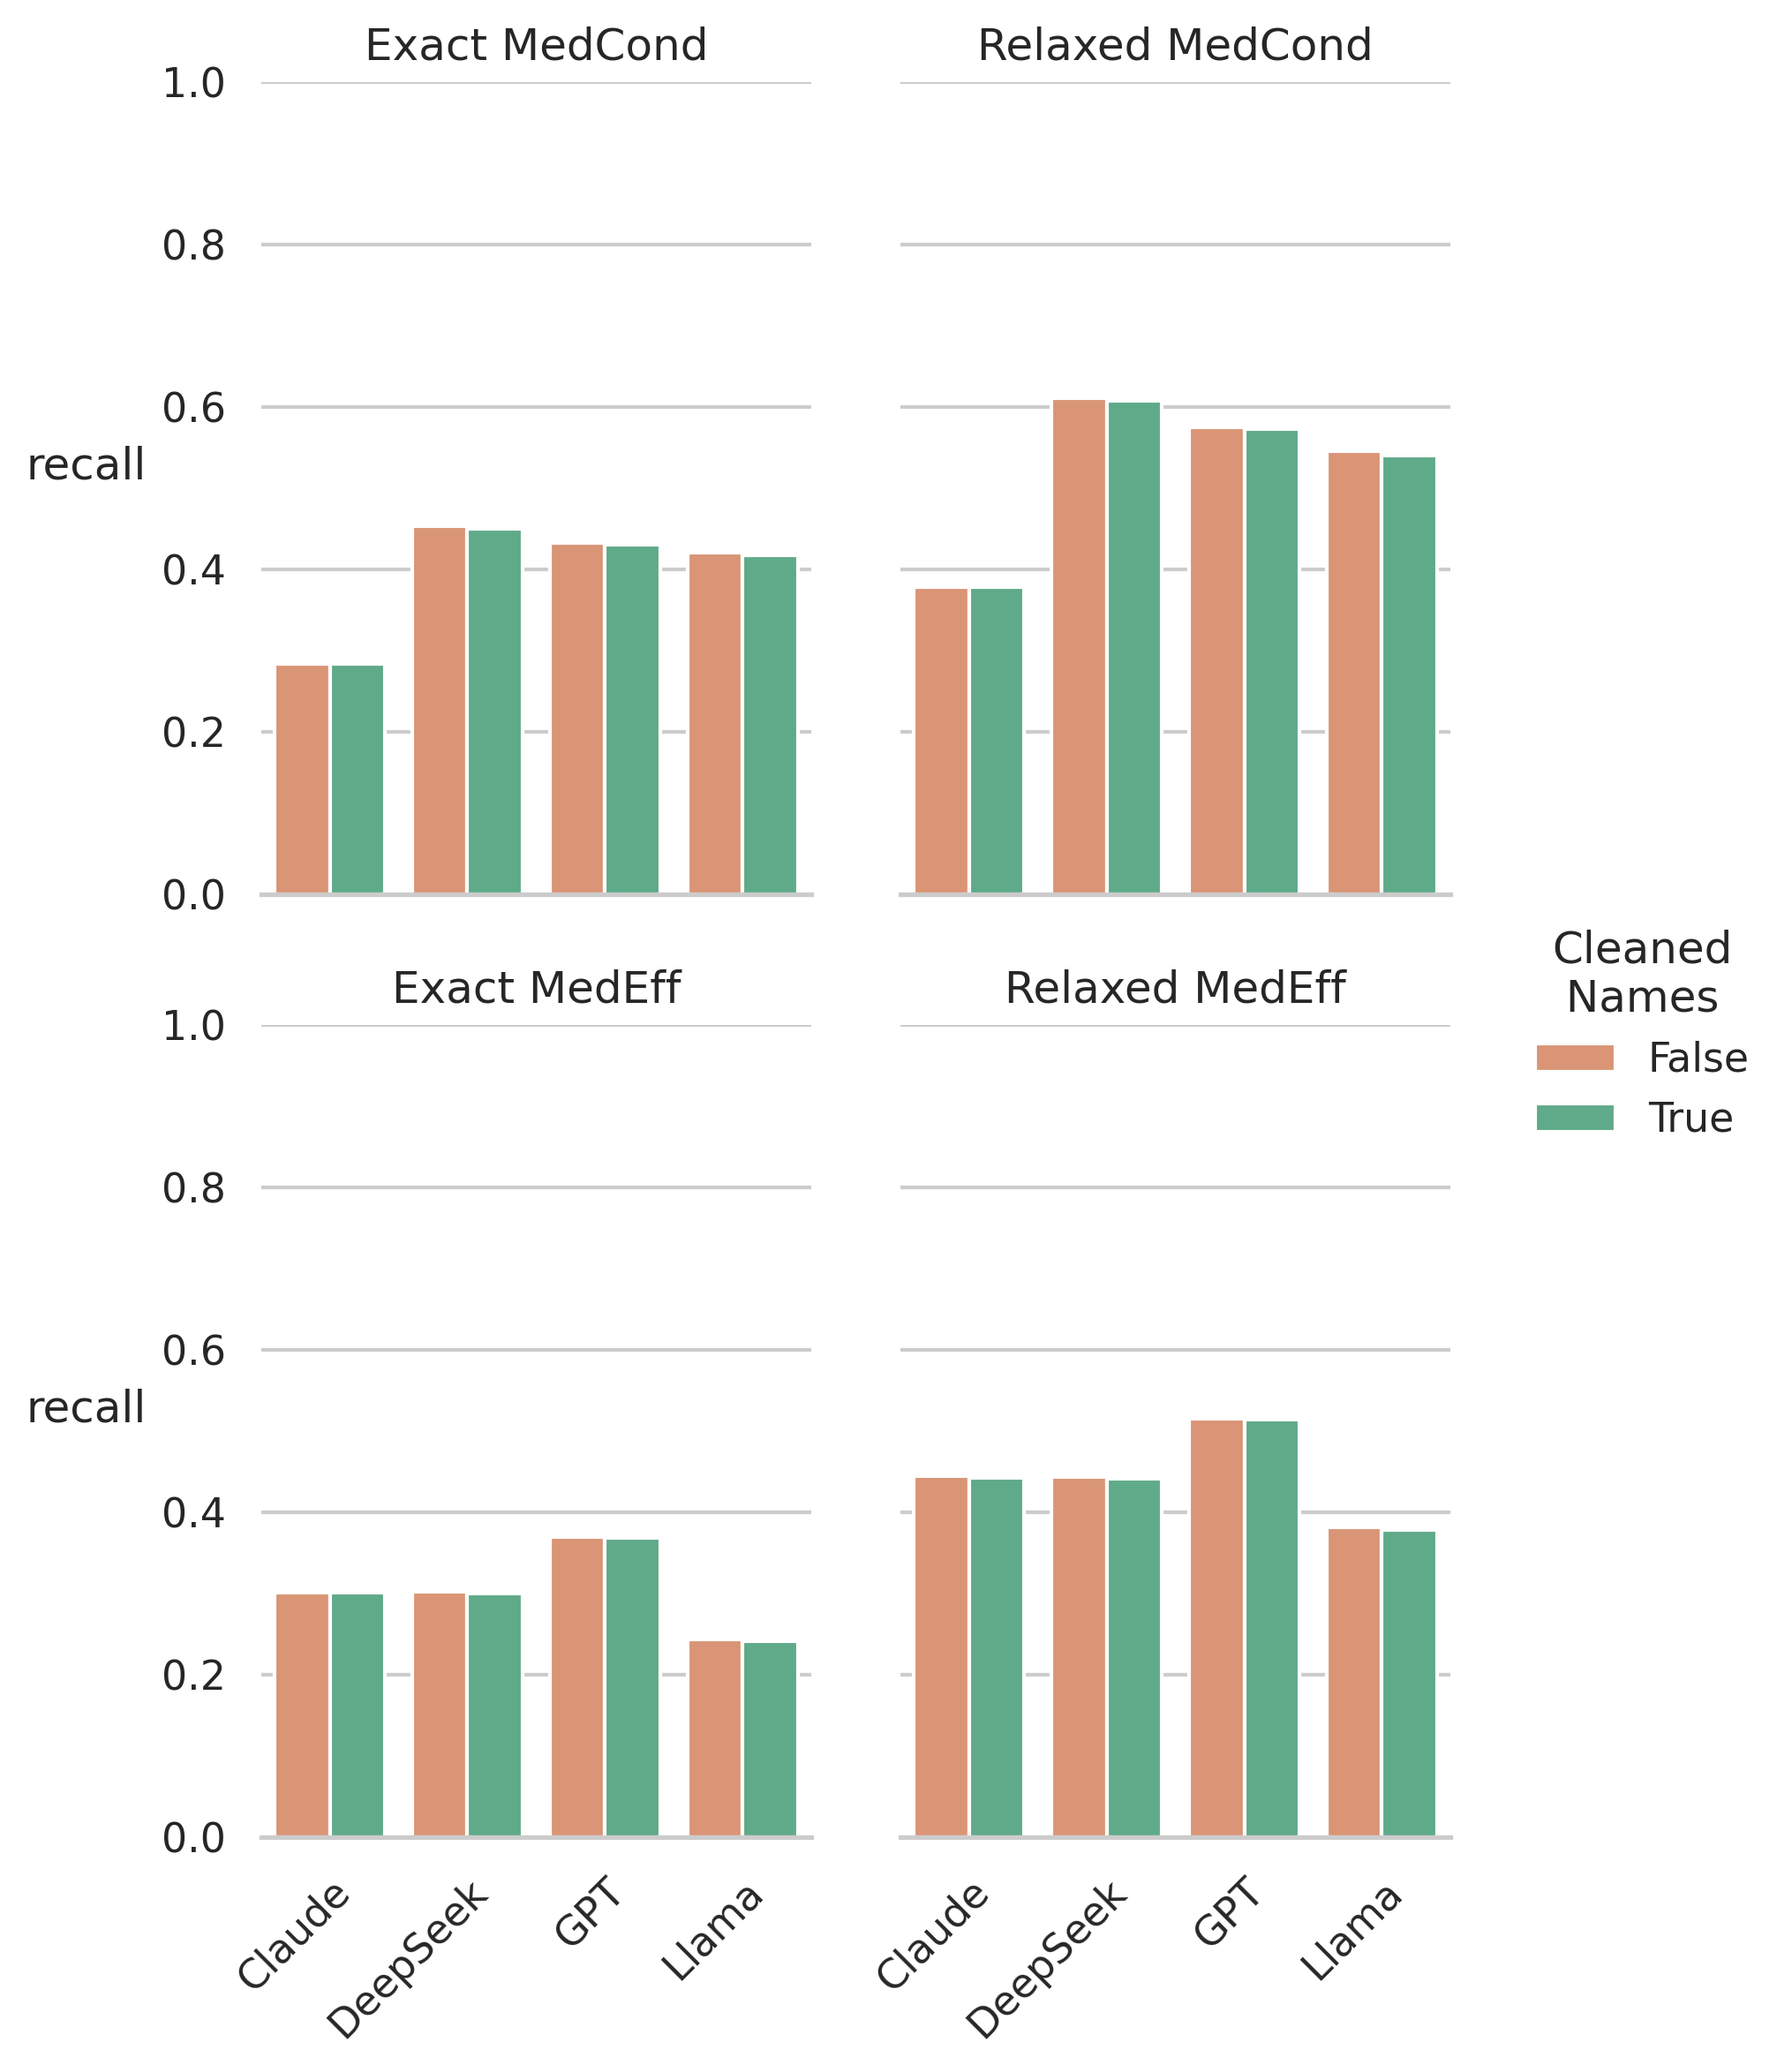 Exact MedCond
Relaxed MedCond
1.0
0.8
0.6
recall
0.4
0.2
0.0
Exact MedEff
Relaxed MedEff
1.0
0.8
0.6
recall
0.4
0.2
0.0
Claude
DeepSeek
GPT
Llama
Claude
DeepSeek
GPT
Llama
Cleaned
Names
False
True